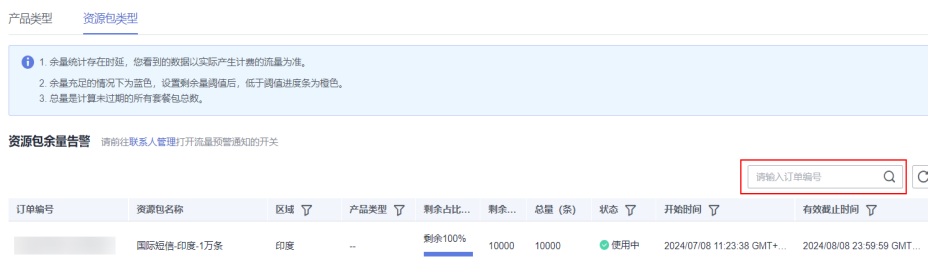 产品类型 资源包类型
1. 余量统计存在时延，您看到的数据以实际产生计费的流量为准。
2. 余量充足的情况下为蓝色，设置剩余量阈值后，低于阈值进度条为橙色。
3. 总量是计算未过期的所有套餐包总数。
资源包余量告警 请前往联系人管理打开流量预警通知的开关
请输入订单编号
订单编号 资源包名称 区域 产品类型 剩余占比... 剩余... 总量 (条) 状态 开始时间 有效截止时间
国际短信-印度-1万条 印度 -- 剩余100% 10000 10000 使用中 2024/07/08 11:23:38 GMT+... 2024/08/08 23:59:59 GMT...